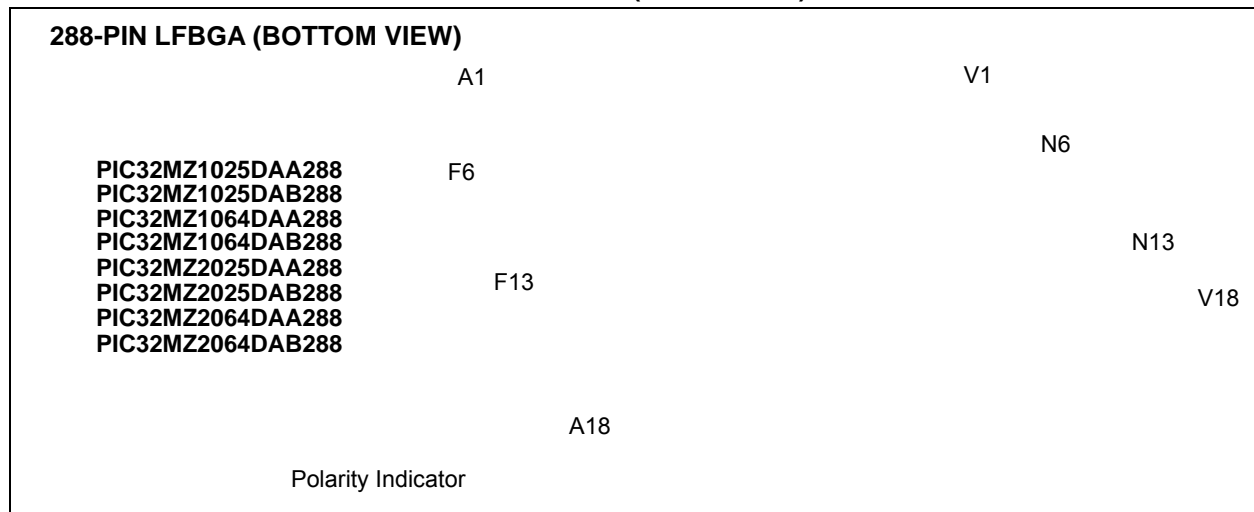 288-PIN LFBGA (BOTTOM VIEW)
A1
V1
N6
PIC32MZ1025DAA288
F6
PIC32MZ1025DAB288
PIC32MZ1064DAA288
PIC32MZ1064DAB288
N13
PIC32MZ2025DAA288
F13
PIC32MZ2025DAB288
V18
PIC32MZ2064DAA288
PIC32MZ2064DAB288
A18
Polarity Indicator